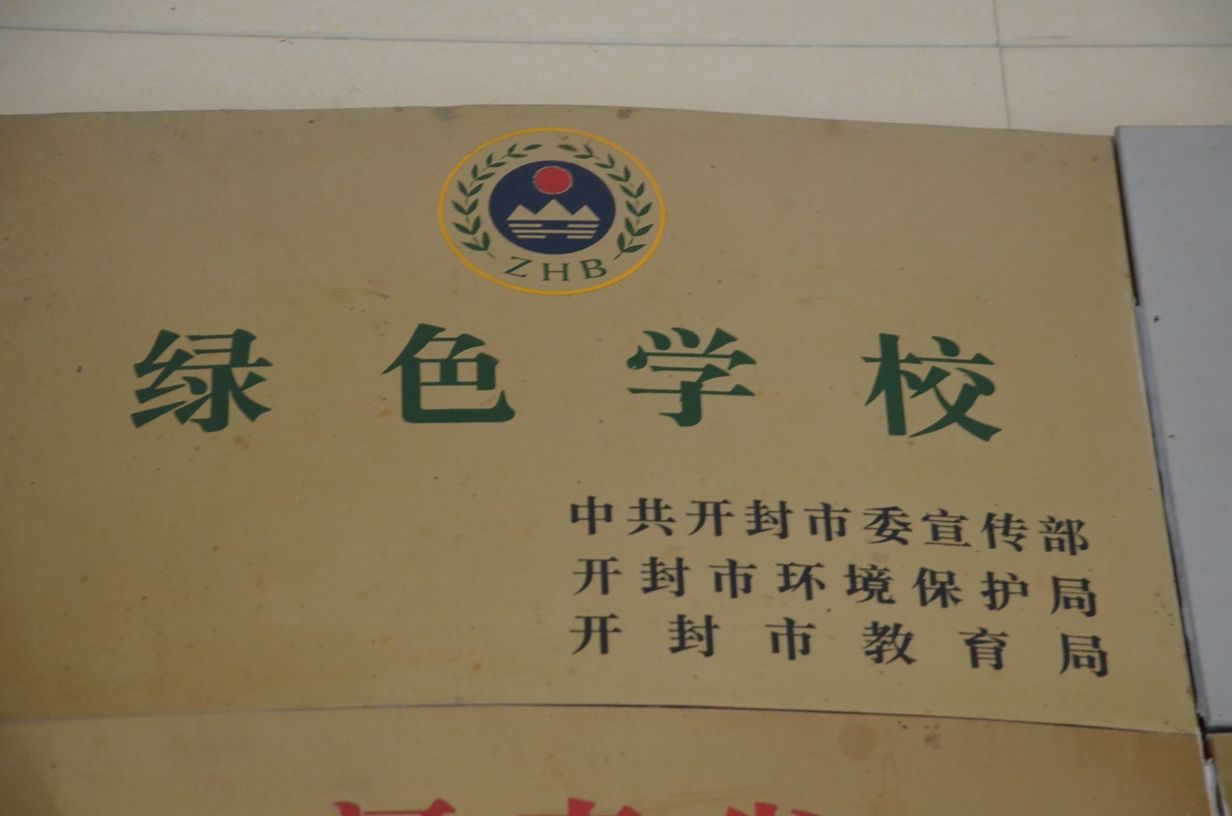 ZHB
绿色学校
中共开封市委宣传部
开封市环境保护局
开封市教育局